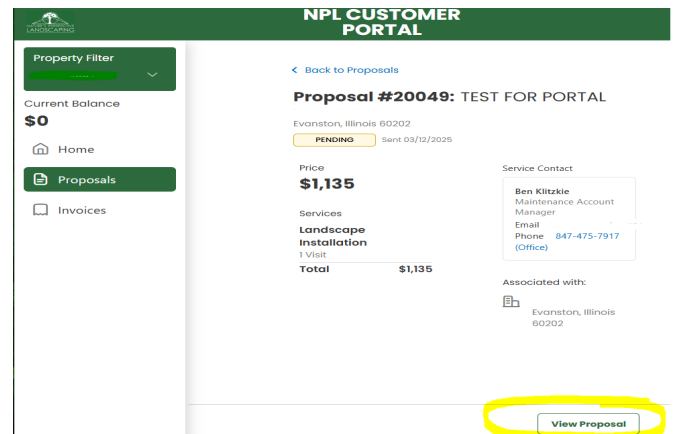 LANDSCAPING
NPL CUSTOMER
PORTAL
Property Filter
Current Balance
$0
Home
Proposals
Invoices
< Back to Proposals
Proposal #20049: TEST FOR PORTAL
Evanston, Illinois 60202
PENDING Sent 03/12/2025
Price
$1,135
Services
Landscape
Installation
1 Visit
Total $1,135
Service Contact
Ben Klitzkie
Maintenance Account
Manager
Email
Phone 847-475-7917
(Office)
Associated with:
Evanston, Illinois
60202
View Proposal